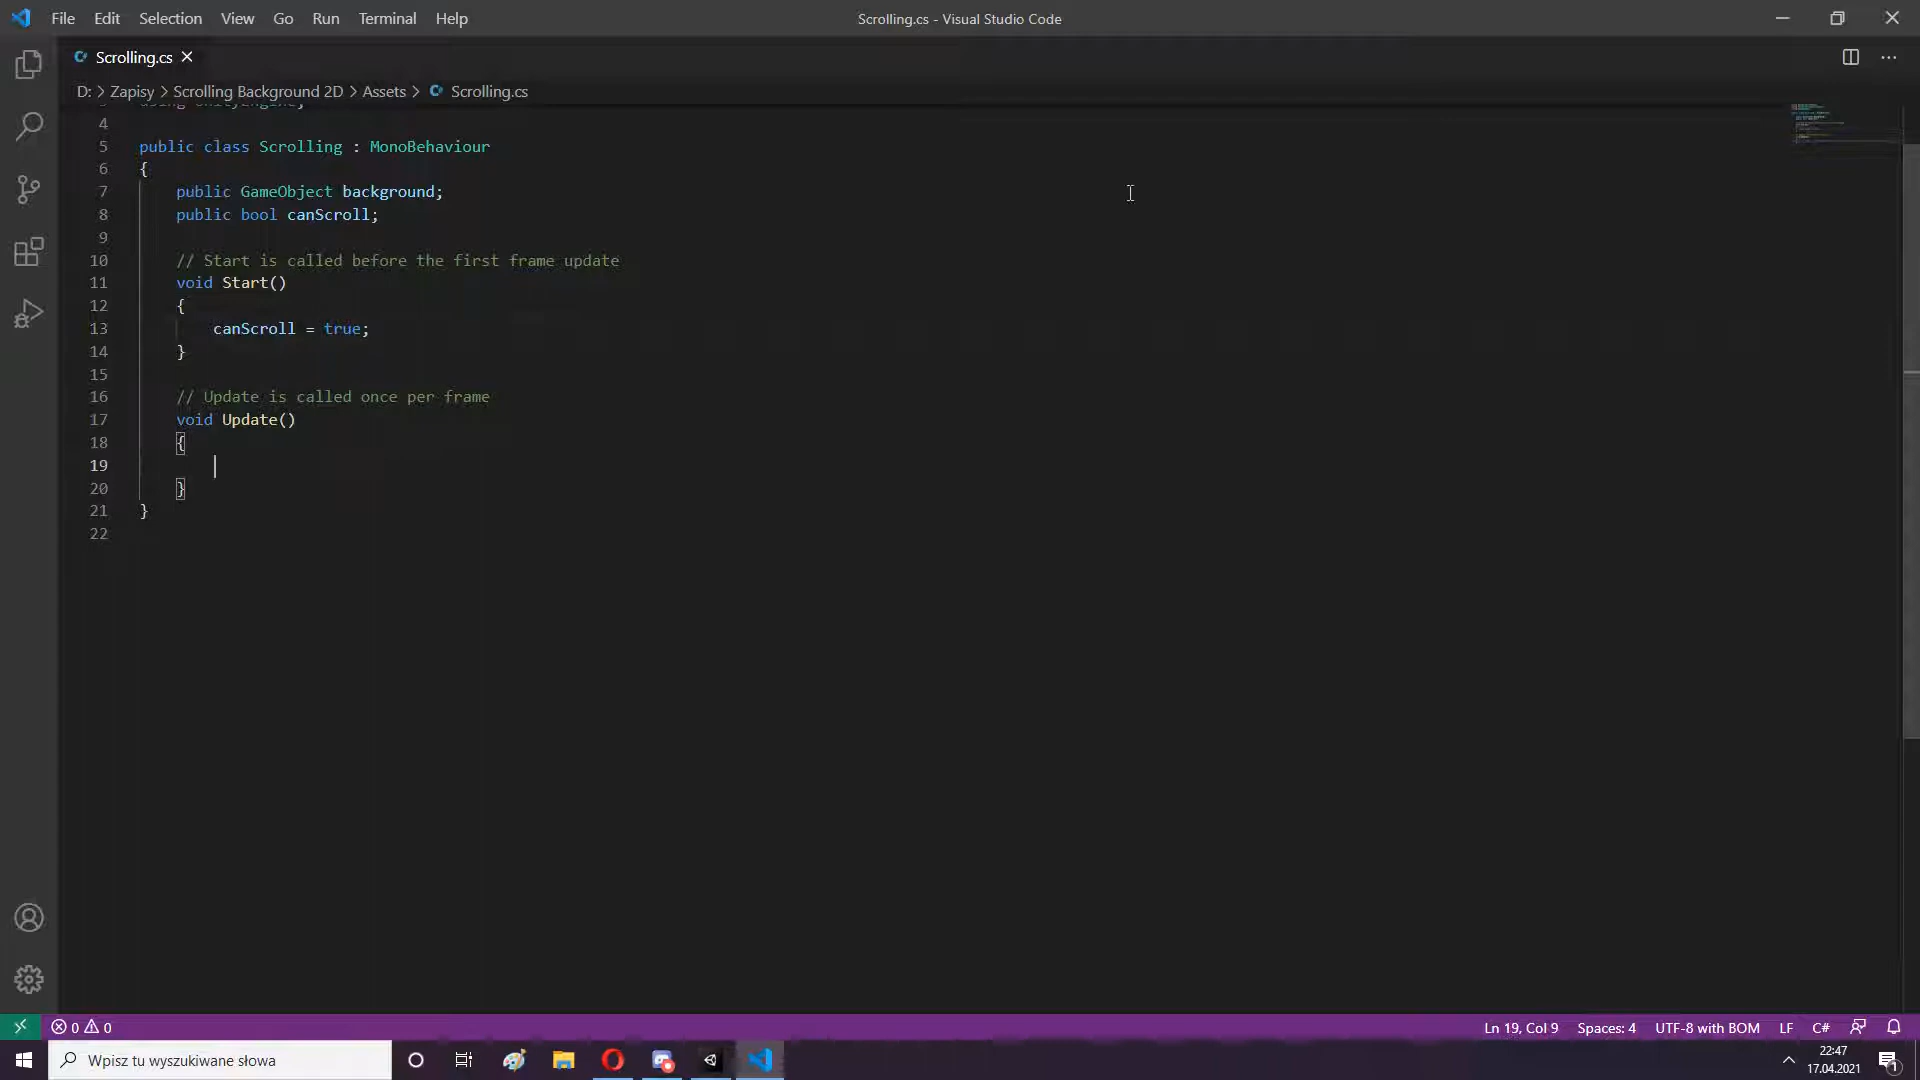 File Edit Selection View Go Run Terminal Help
Scrolling.cs - Visual Studio Code
Scrolling.cs
D: > Zapisy > Scrolling Background 2D > Assets > Scrolling.cs
4
5 public class Scrolling : MonoBehaviour
6 {
7 public GameObject background;
8 public bool canScroll;
9
10 // Start is called before the first frame update
11 void Start()
12 {
13 canScroll = true;
14 }
15
16 // Update is called once per frame
17 void Update()
18 {
19
20 }
21 }
22
0 0
Ln 19, Col 9 Spaces: 4 UTF-8 with BOM LF C#
Wpisz tu wyszukiwane słowa
22:47
17.04.2021
1